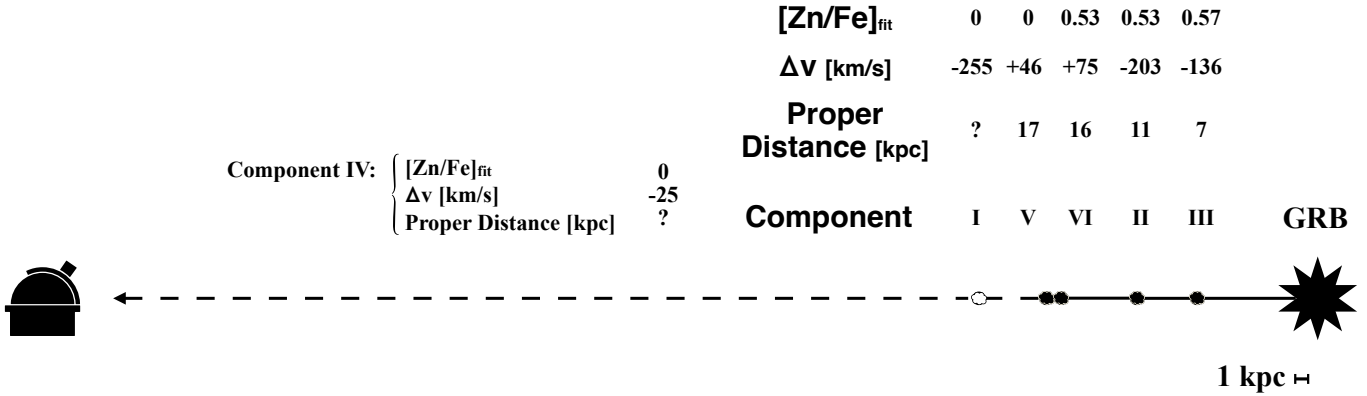 [Zn/Fe]fit 0 0 0.53 0.53 0.57
Δv [km/s] -255 +46 +75 -203 -136
Proper
Distance [kpc] ? 17 16 11 7
Component IV: [Zn/Fe]fit 0
Δv [km/s] -25
Proper Distance [kpc] ?
Component I V VI II III GRB
1 kpc